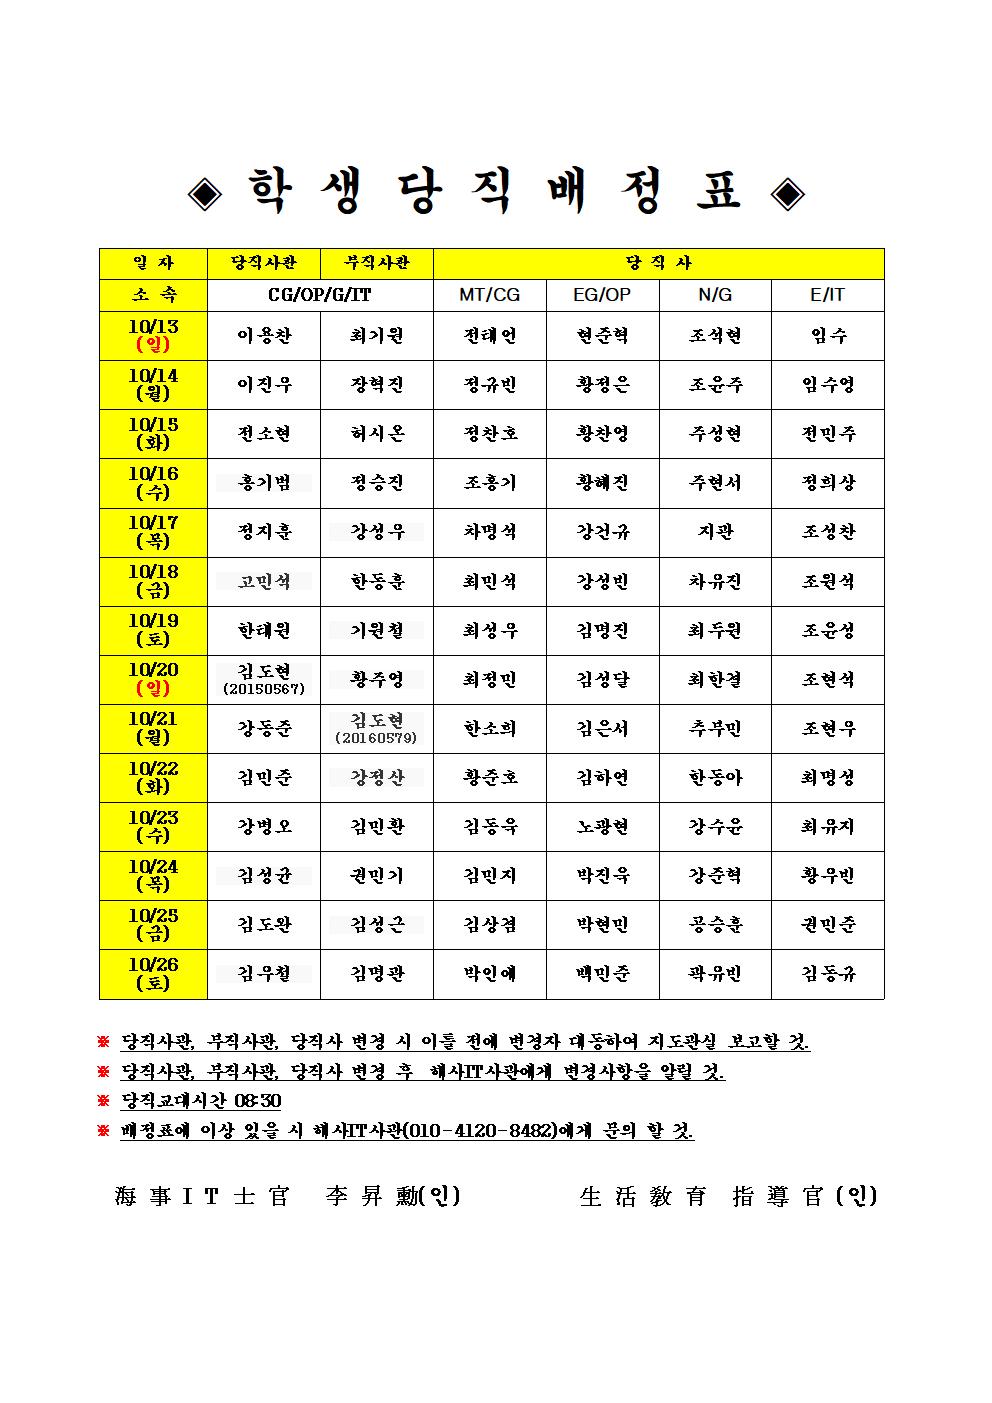 ◈ 학 생 당 직 배 정 표 ◈
일 자 당직사관 부직사관 당 직 사
소 속 CG/OP/G/IT MT/CG EG/OP N/G E/IT
10/13
(일) 이용찬 최기원 전태언 현준혁 조석현 임수
10/14
(월) 이진우 장혁진 정규빈 황정은 조윤주 임수영
10/15
(화) 전소현 허시온 정찬호 황찬영 주성현 전민주
10/16
(수) 홍기범 정승진 조홍기 황혜진 주현서 정희상
10/17
(목) 정지훈 강성우 차명석 강건규 지관 조성찬
10/18
(금) 고민석 한동훈 최민석 강성빈 차유진 조원석
10/19
(토) 한태원 기원철 최성우 김명진 최두원 조윤성
10/20
(일) 김도현
(20150567) 황주영 최정민 김성달 최한결 조현석
10/21
(월) 강동준 김도현
(20160579) 한소희 김은서 추부민 조현우
10/22
(화) 김민준 강정산 황준호 김하연 한동아 최명성
10/23
(수) 강병오 김민환 김동욱 노광현 강수윤 최유지
10/24
(목) 김성균 권민기 김민지 박진욱 강준혁 황우빈
10/25
(금) 김도완 김성근 김상겸 박현민 공승훈 권민준
10/26
(토) 김우철 김명관 박인애 백민준 곽유빈 김동규
※ 당직사관, 부직사관, 당직사 변경 시 이틀 전에 변경자 대동하여 지도관실 보고할 것.
※ 당직사관, 부직사관, 당직사 변경 후 해사IT사관에게 변경사항을 알릴 것.
※ 당직교대시간 08:30
※ 배정표에 이상 있을 시 해사IT사관(010-4120-8482)에게 문의 할 것.
海 事 I T 士 官 李 昇 勳(인) 生 活 敎 育 指 導 官 (인)